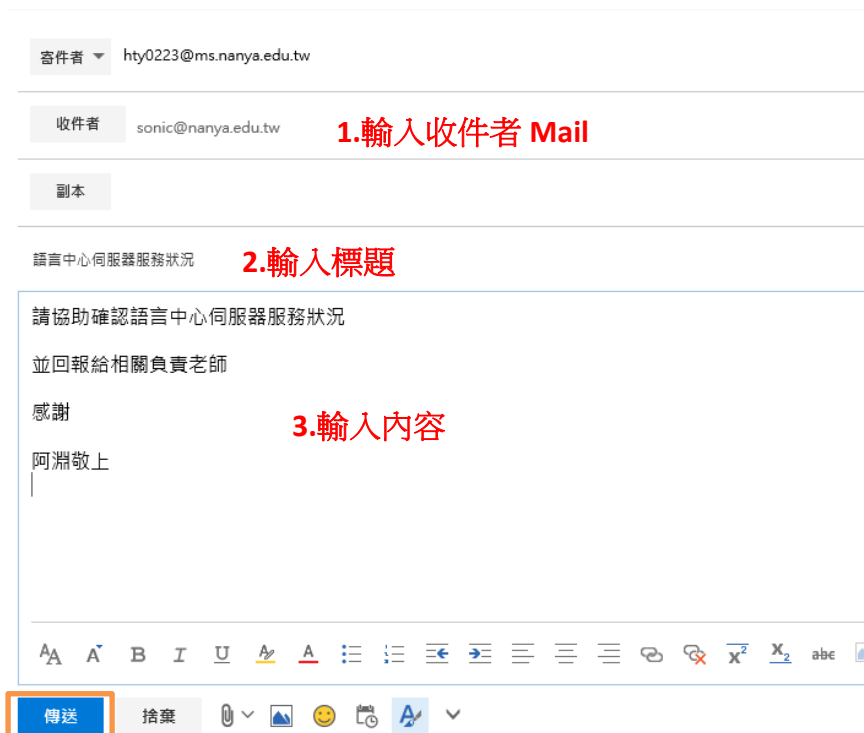 寄件者 hty0223@ms.nanya.edu.tw
收件者 sonic@nanya.edu.tw 1.輸入收件者 Mail
副本
語言中心伺服器服務狀況 2.輸入標題
請協助確認語言中心伺服器服務狀況
並回報給相關負責老師
感謝
3.輸入內容
阿淵敬上
傳送 捨棄